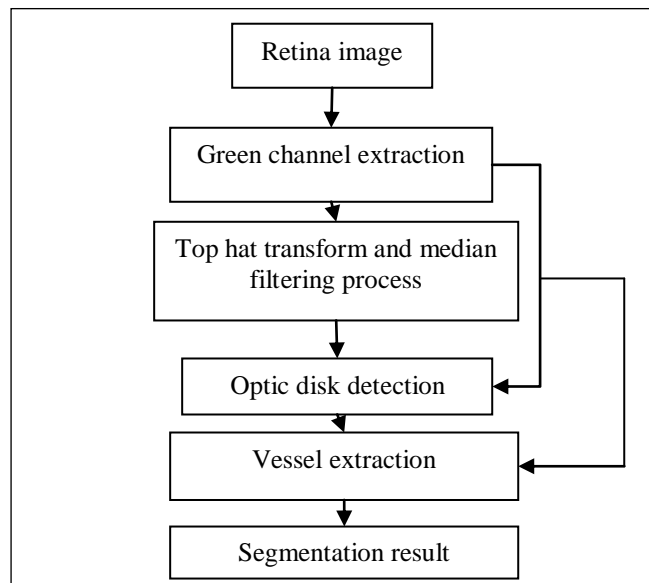 Retina image
Green channel extraction
Top hat transform and median
filtering process
Optic disk detection
Vessel extraction
Segmentation result